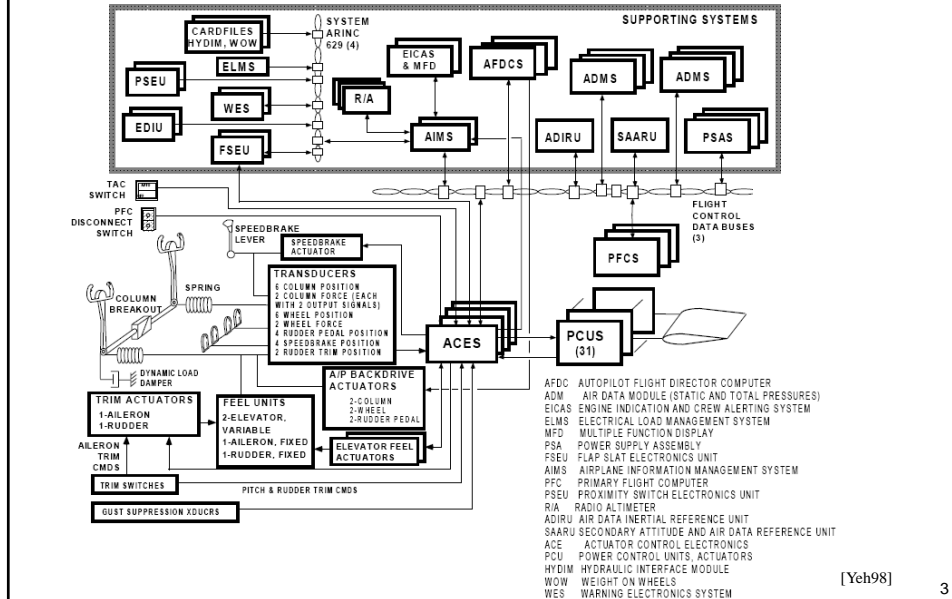 SUPPORTING SYSTEMS
CARDFILES
HYDIM, WOW
SYSTEM
ARINC
629 (4)
EICAS
& MFD
AFDCS
ADMS
ADMS
ELMS
PSEU
WES
R/A
EDIU
FSEU
AIMS
ADIRU
SAARU
PSAS
TAC
SWITCH
PFC
DISCONNECT
SWITCH
FLIGHT
CONTROL
DATA BUSES
(3)
PFCS
SPEEDBRAKE
LEVER
SPEEDBRAKE
ACTUATOR
SPRING
COLUMN
BREAKOUT
TRANSDUCERS
6 COLUMN POSITION
2 COLUMN FORCE (EACH
WITH 2 OUTPUT SIGNALS)
6 WHEEL POSITION
2 WHEEL FORCE
4 RUDDER PEDAL POSITION
4 SPEEDBRAKE POSITION
2 RUDDER TRIM POSITION
ACES
PCUS
(31)
DYNAMIC LOAD
DAMPER
A/P BACKDRIVE
ACTUATORS
2-COLUMN
2-WHEEL
2-RUDDER PEDAL
TRIM ACTUATORS
1-AILERON
1-RUDDER
FEEL UNITS
2-ELEVATOR,
VARIABLE
1-AILERON, FIXED
1-RUDDER, FIXED
ELEVATOR FEEL
ACTUATORS
AILERON
TRIM
CMDS
TRIM SWITCHES
PITCH & RUDDER TRIM CMDS
GUST SUPPRESSION XDUCRS
AFDC AUTOPILOT FLIGHT DIRECTOR COMPUTER
ADM AIR DATA MODULE (STATIC AND TOTAL PRESSURES)
EICAS ENGINE INDICATION AND CREW ALERTING SYSTEM
ELMS ELECTRICAL LOAD MANAGEMENT SYSTEM
MFD MULTIPLE FUNCTION DISPLAY
PSA POWER SUPPLY ASSEMBLY
FSEU FLAP SLAT ELECTRONICS UNIT
AIMS AIRPLANE INFORMATION MANAGEMENT SYSTEM
PFC PRIMARY FLIGHT COMPUTER
PSEU PROXIMITY SWITCH ELECTRONICS UNIT
R/A RADIO ALTIMETER
ADIRU AIR DATA INERTIAL REFERENCE UNIT
SAARU SECONDARY ATTITUDE AND AIR DATA REFERENCE UNIT
ACE ACTUATOR CONTROL ELECTRONICS
PCU POWER CONTROL UNITS, ACTUATORS
HYDIM HYDRAULIC INTERFACE MODULE
WOW WEIGHT ON WHEELS
WES WARNING ELECTRONICS SYSTEM
[Yeh98]
3